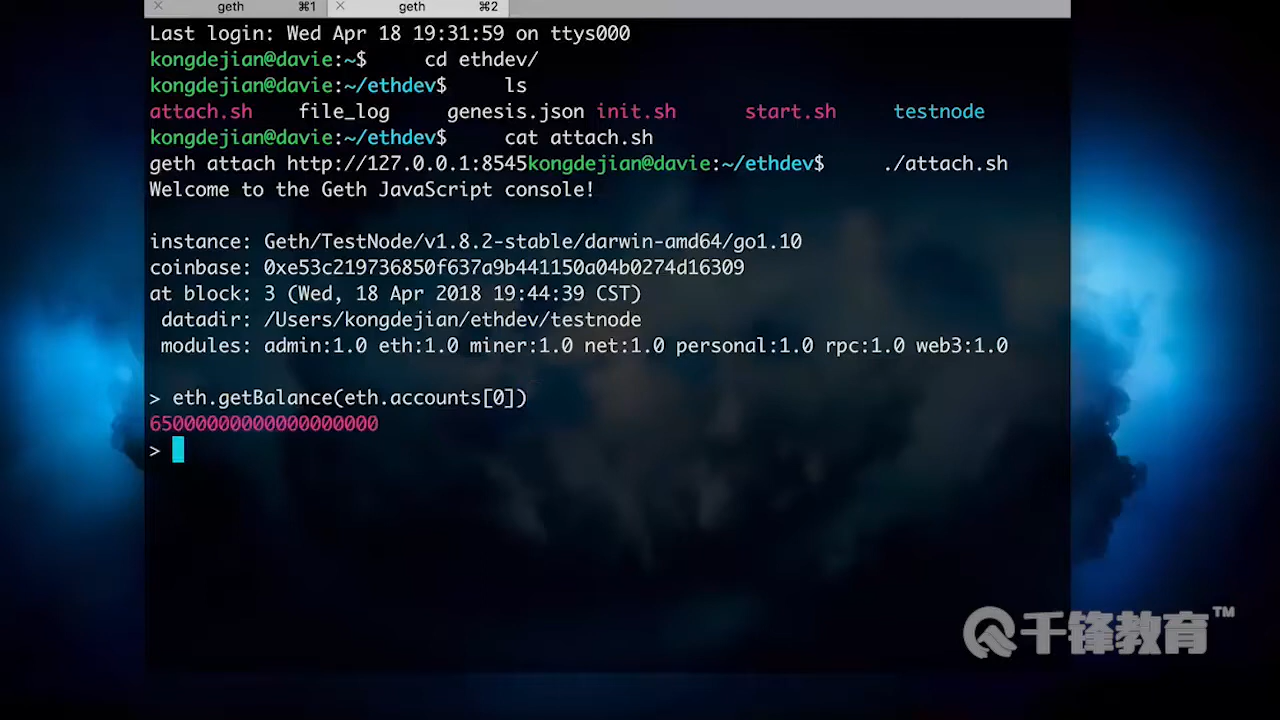 geth ⌘1 geth ⌘2
Last login: Wed Apr 18 19:31:59 on ttys000
kongdejian@davie:~$ cd ethdev/
kongdejian@davie:~/ethdev$ ls
attach.sh file_log genesis.json init.sh start.sh testnode
kongdejian@davie:~/ethdev$ cat attach.sh
geth attach http://127.0.0.1:8545kongdejian@davie:~/ethdev$ ./attach.sh
Welcome to the Geth JavaScript console!
instance: Geth/TestNode/v1.8.2-stable/darwin-amd64/go1.10
coinbase: 0xe53c219736850f637a9b441150a04b0274d16309
at block: 3 (Wed, 18 Apr 2018 19:44:39 CST)
datadir: /Users/kongdejian/ethdev/testnode
modules: admin:1.0 eth:1.0 miner:1.0 net:1.0 personal:1.0 rpc:1.0 web3:1.0
> eth.getBalance(eth.accounts[0])
65000000000000000000
>
千锋教育™